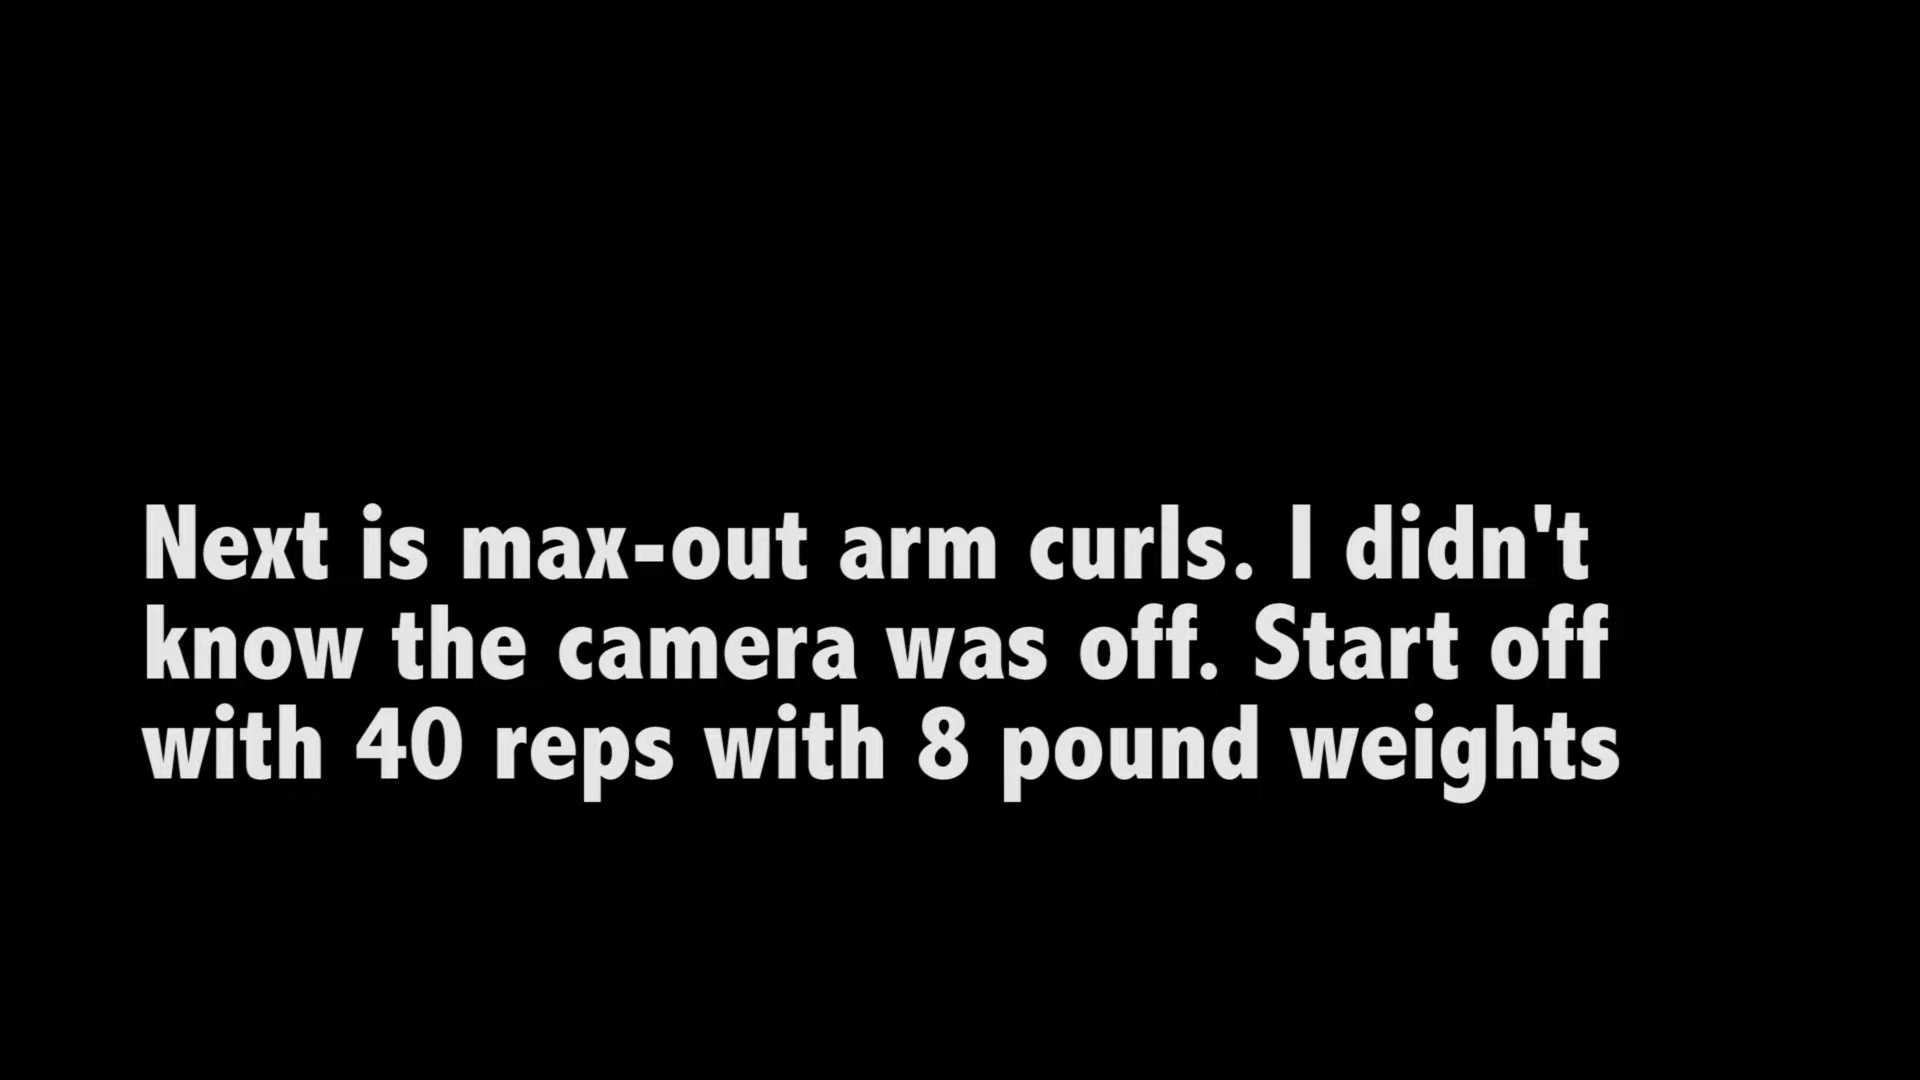 Next is max-out arm curls. I didn't
know the camera was off. Start off
with 40 reps with 8 pound weights